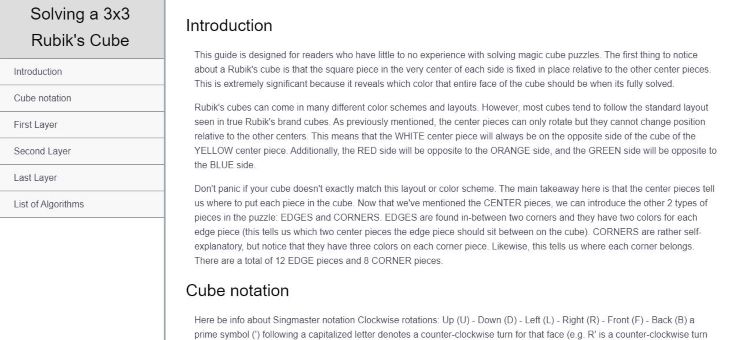 Solving a 3x3
Rubik's Cube
Introduction
Cube notation
First Layer
Second Layer
Last Layer
List of Algorithms
Introduction
This guide is designed for readers who have little to no experience with solving magic cube puzzles. The first thing to notice
about a Rubik's cube is that the square piece in the very center of each side is fixed in place relative to the other center pieces.
This is extremely significant because it reveals which color that entire face of the cube should be when its fully solved.
Rubik's cubes can come in many different color schemes and layouts. However, most cubes tend to follow the standard layout
seen in true Rubik's brand cubes. As previously mentioned, the center pieces can only rotate but they cannot change position
relative to the other centers. This means that the WHITE center piece will always be on the opposite side of the cube of the
YELLOW center piece. Additionally, the RED side will be opposite to the ORANGE side, and the GREEN side will be opposite to
the BLUE side.
Don't panic if your cube doesn't exactly match this layout or color scheme. The main takeaway here is that the center pieces tell
us where to put each piece in the cube. Now that we've mentioned the CENTER pieces, we can introduce the other 2 types of
pieces in the puzzle: EDGES and CORNERS. EDGES are found in-between two corners and they have two colors for each
edge piece (this tells us which two center pieces the edge piece should sit between on the cube). CORNERS are rather self-
explanatory, but notice that they have three colors on each corner piece. Likewise, this tells us where each corner belongs.
There are a total of 12 EDGE pieces and 8 CORNER pieces.
Cube notation
Here be info about Singmaster notation Clockwise rotations: Up (U) - Down (D) - Left (L) - Right (R) - Front (F) - Back (B) a
prime symbol (') following a capitalized letter denotes a counter-clockwise turn for that face (e.g. R' is a counter-clockwise turn